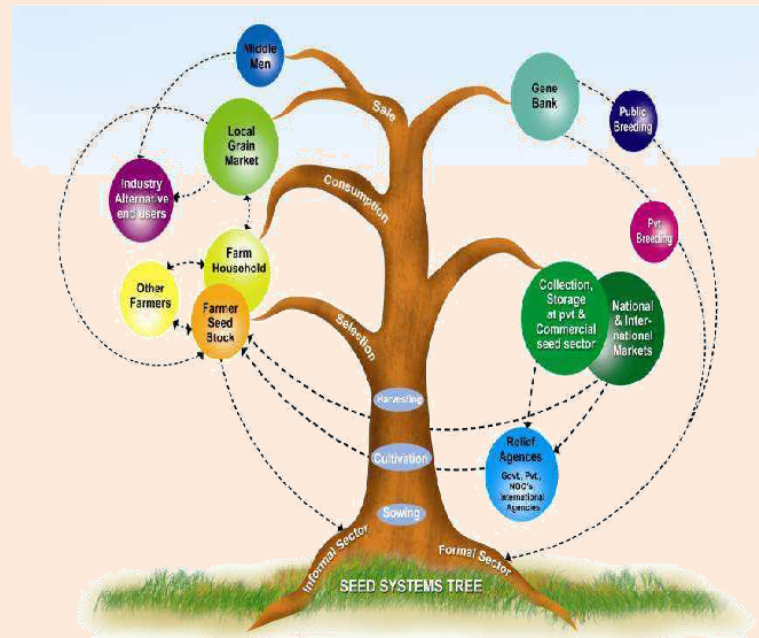 Middle
Men
Gene
Bank
Public
Breeding
Sale
Local
Grain
Market
Industry
Alternative
end users
Consumption
Pvt.
Breeding
Farm
Household
Other
Farmers
Farmer
Seed
Stock
Selection
Collection,
Storage
at pvt &
Commercial
seed sector
National
& Inter-
national
Markets
Harvesting
Cultivation
Relief
Agences
Govt., Pvt.,
NGC's
International
Agencies
Sowing
Informal Sector
Formal Sector
SEED SYSTEMS TREE